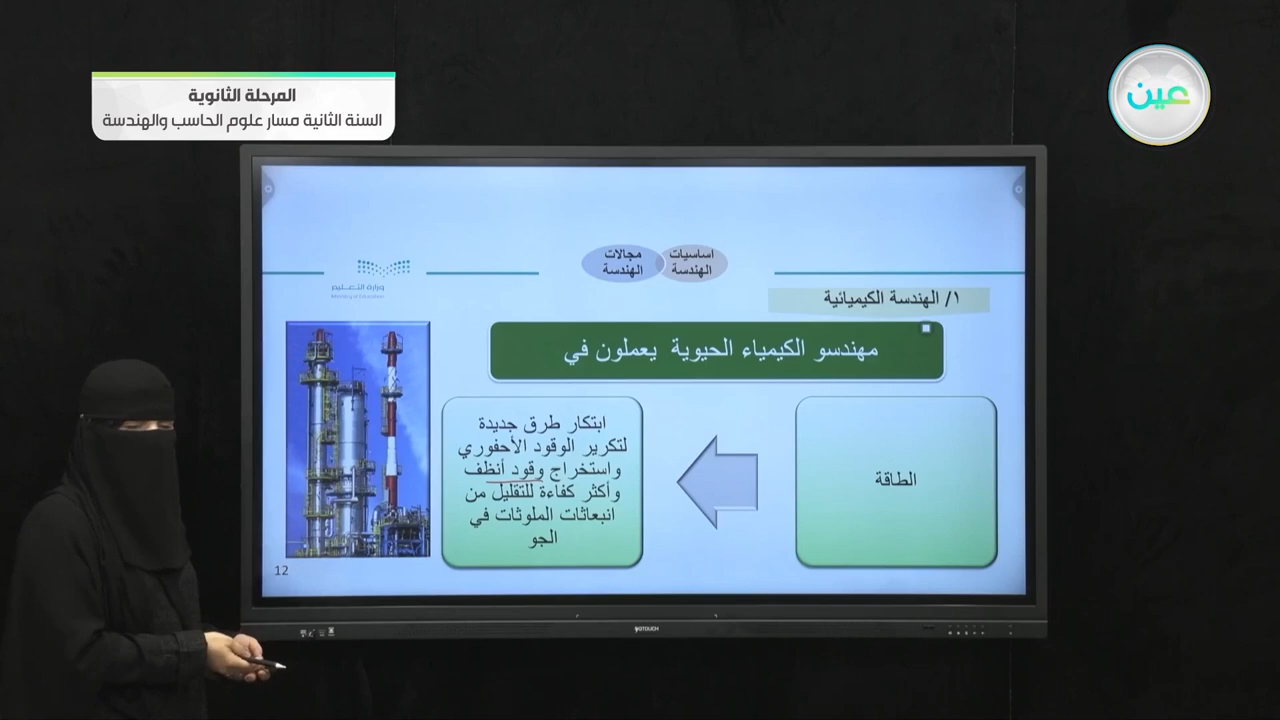 المرحلة الثانوية
السنة الثانية مسار علوم الحاسب والهندسة
عين
اساسيات
الهندسة
مجالات
الهندسة
وزارة التعليم
Ministry of Education
١/ الهندسة الكيميائية
مهندسو الكيمياء الحيوية يعملون في
الطاقة
ابتكار طرق جديدة
لتكرير الوقود الأحفوري
واستخراج وقود أنظف
وأكثر كفاءة للتقليل من
انبعاثات الملوثات في
الجو
12